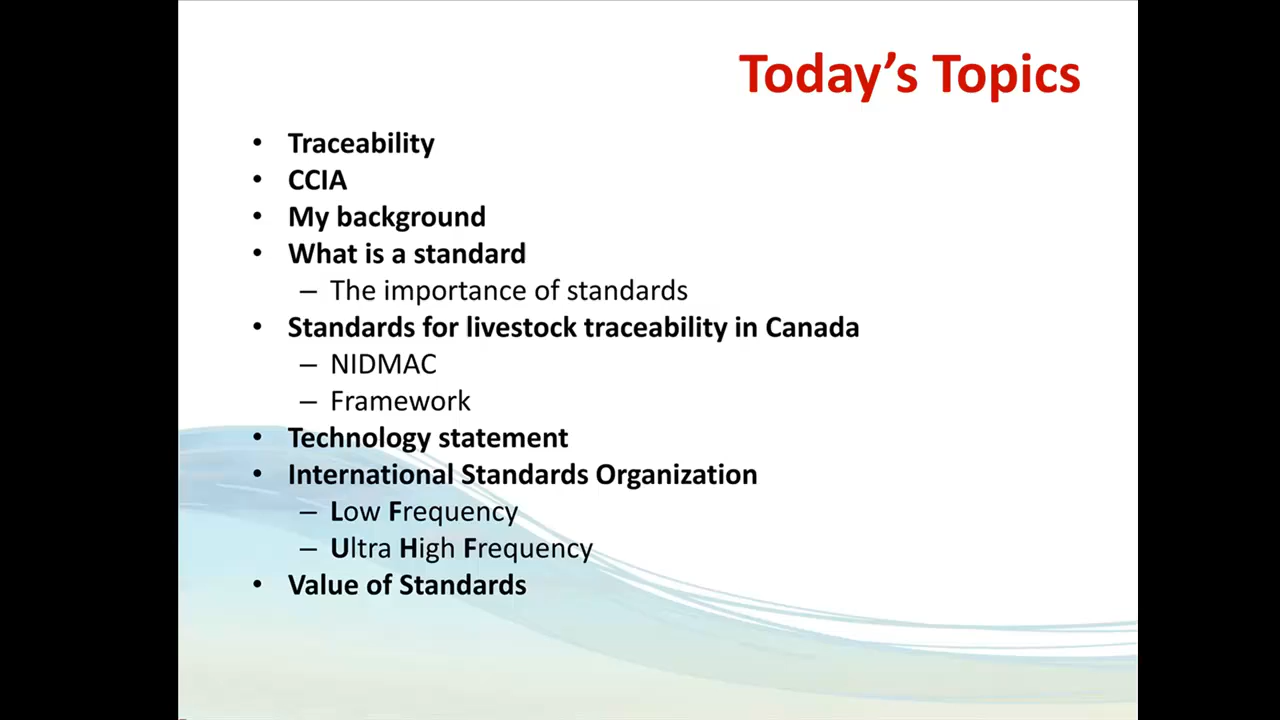 Today's Topics
• Traceability
• CCIA
• My background
• What is a standard
– The importance of standards
• Standards for livestock traceability in Canada
– NIDMAC
– Framework
• Technology statement
• International Standards Organization
– Low Frequency
– Ultra High Frequency
• Value of Standards